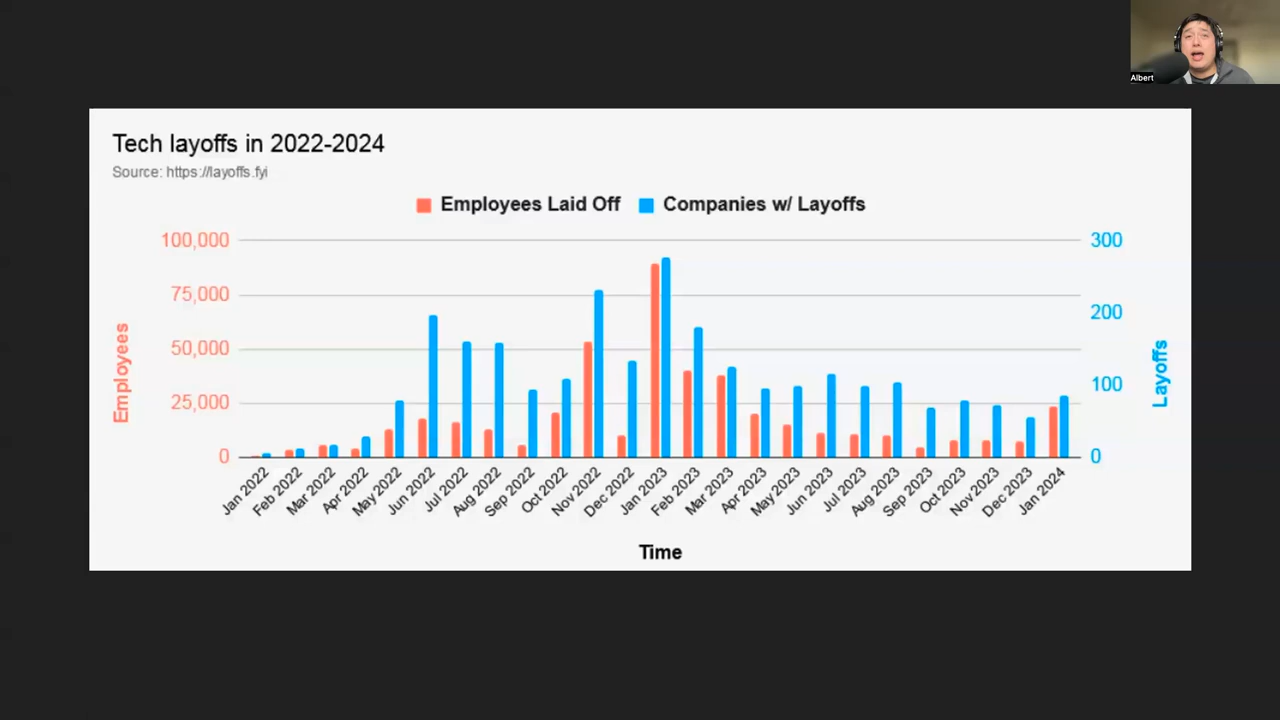 Albert
Tech layoffs in 2022-2024
Source: https://layoffs.fyi
Employees Laid Off Companies w/ Layoffs
100,000
75,000
50,000
25,000
0
Employees
300
200
100
0
Layoffs
Jan 2022
Feb 2022
Mar 2022
Apr 2022
May 2022
Jun 2022
Jul 2022
Aug 2022
Sep 2022
Oct 2022
Nov 2022
Dec 2022
Jan 2023
Feb 2023
Mar 2023
Apr 2023
May 2023
Jun 2023
Jul 2023
Aug 2023
Sep 2023
Oct 2023
Nov 2023
Dec 2023
Jan 2024
Time